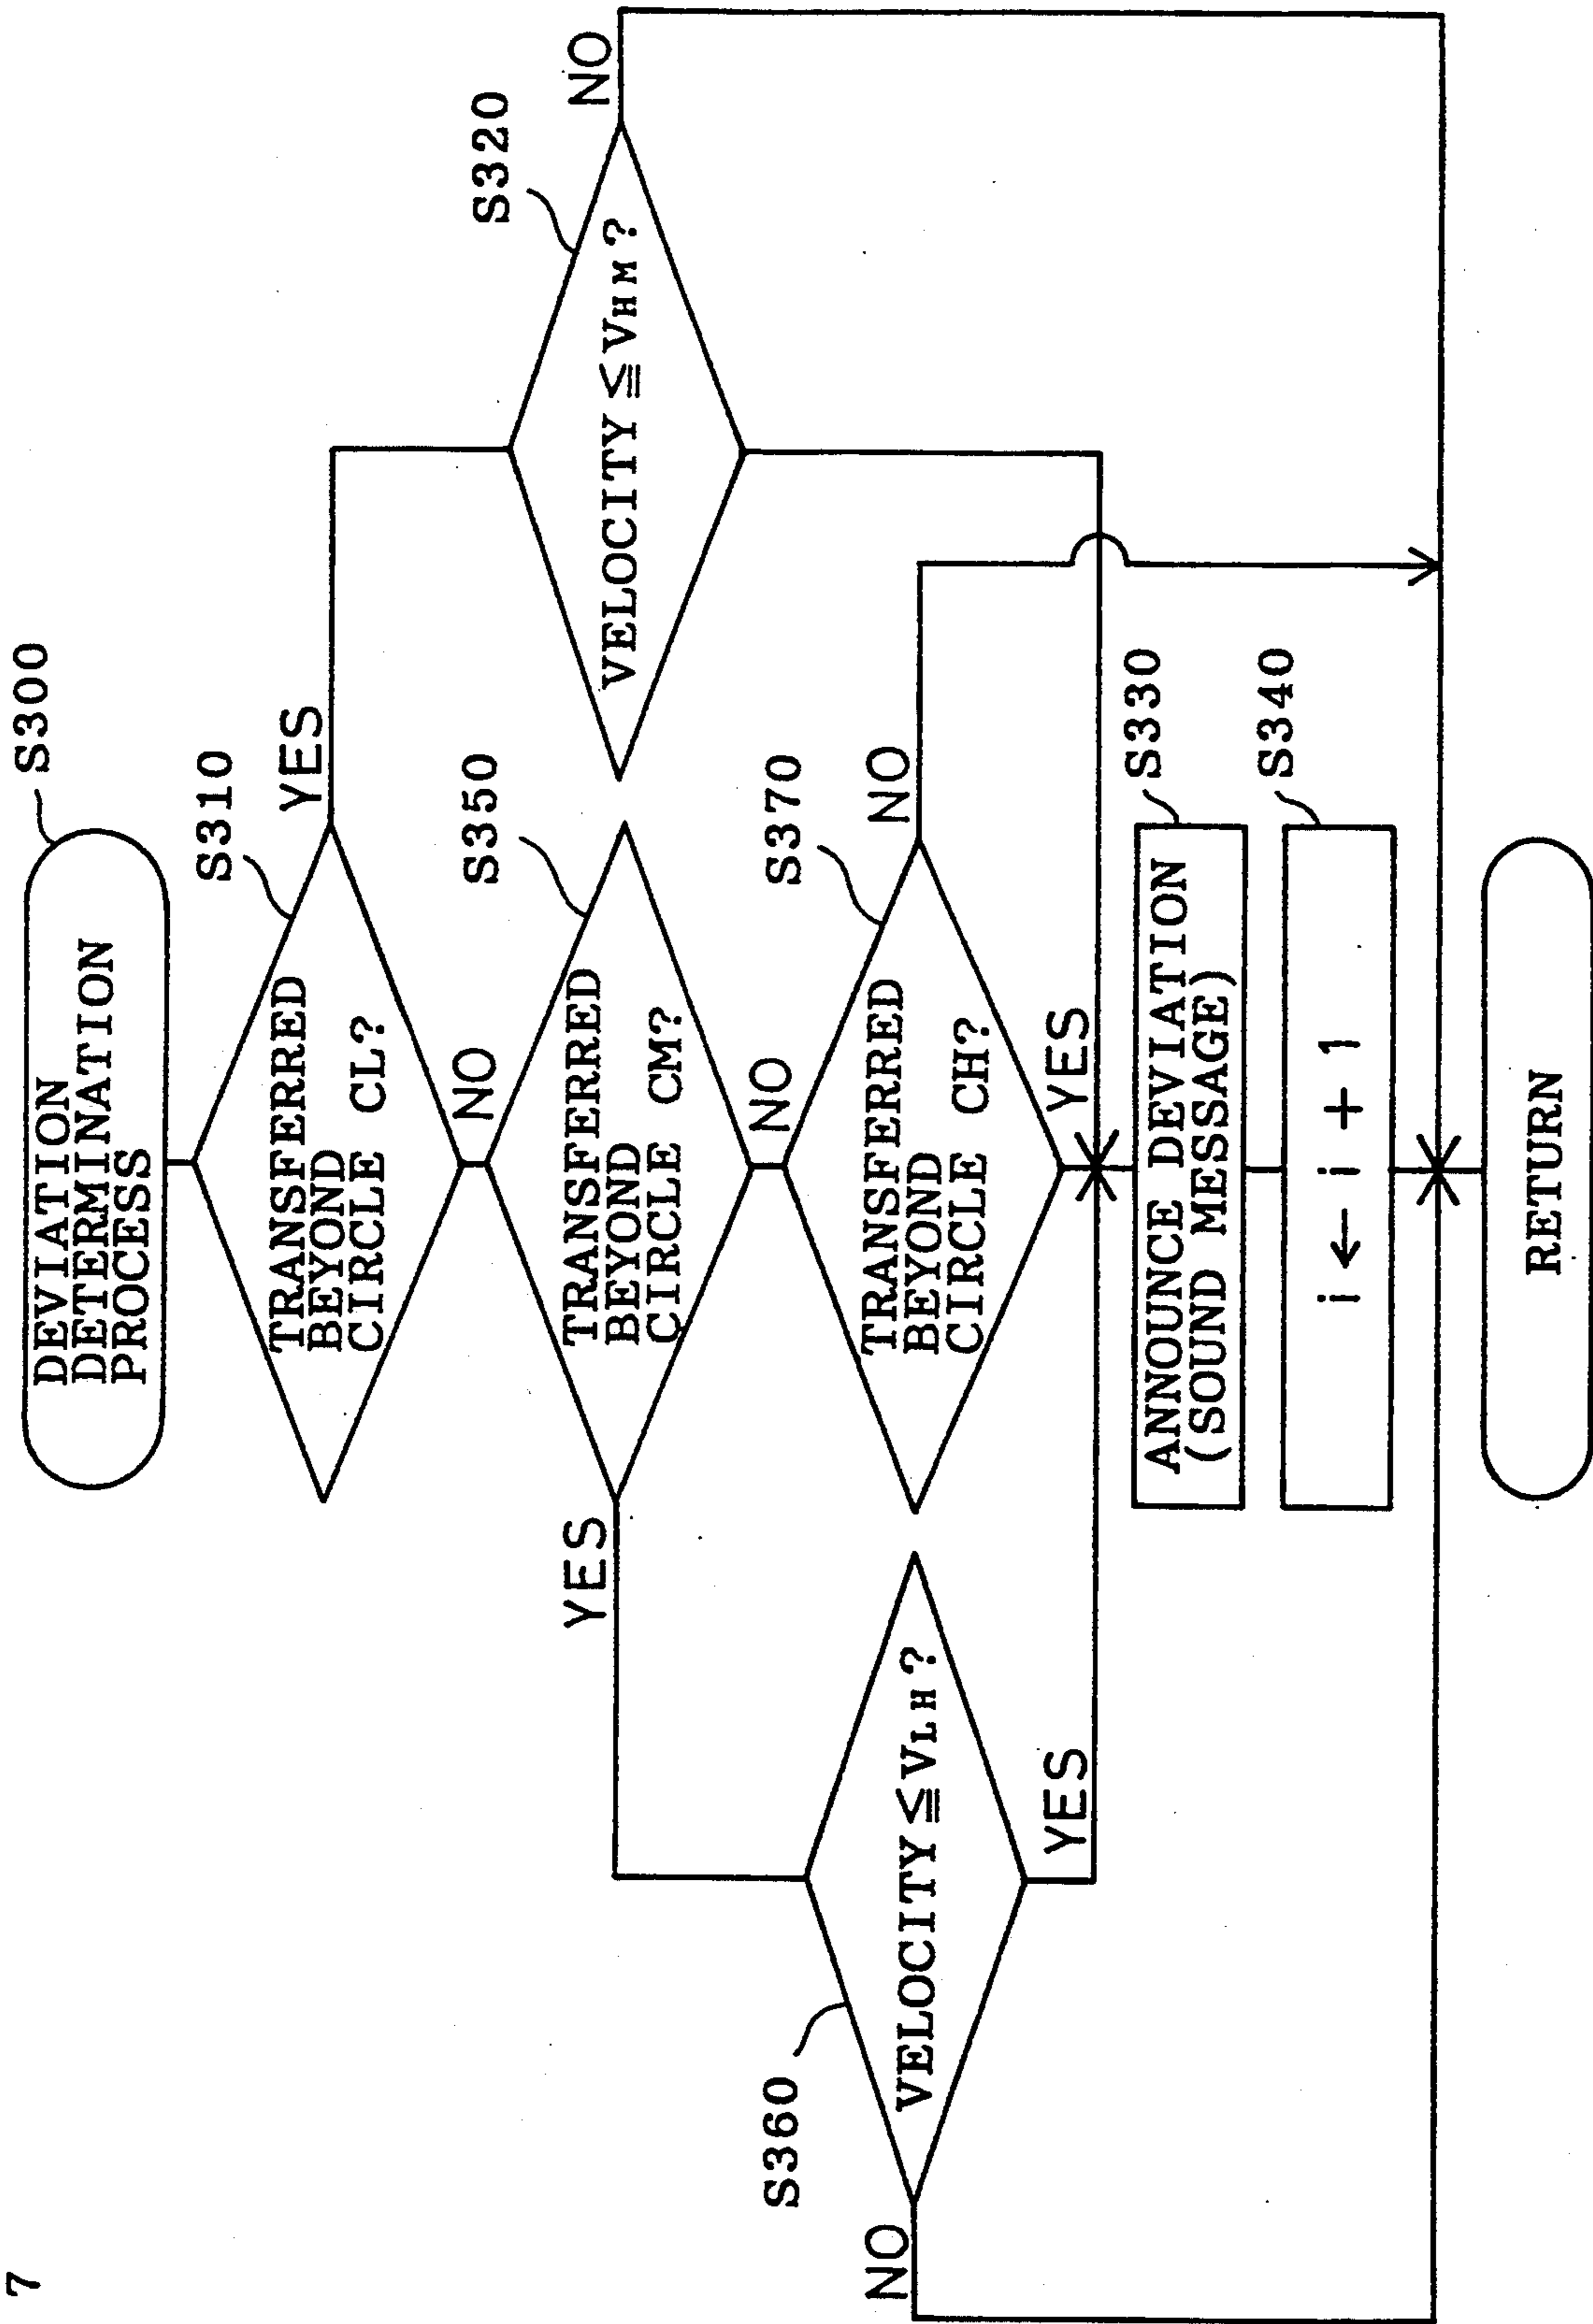 7
DEVIATION
DETERMINATION
PROCESS
S300
TRANSFERRED
BEYOND
CIRCLE CL?
S310
YES
NO
TRANSFERRED
BEYOND
CIRCLE CM?
S350
YES
NO
VELOCITY ≦ VHM ?
S320
NO
TRANSFERRED
BEYOND
CIRCLE CH?
S370
NO
YES
VELOCITY ≦ VLH ?
S360
NO
YES
ANNOUNCE DEVIATION
(SOUND MESSAGE)
S330
i ← i + 1
S340
RETURN